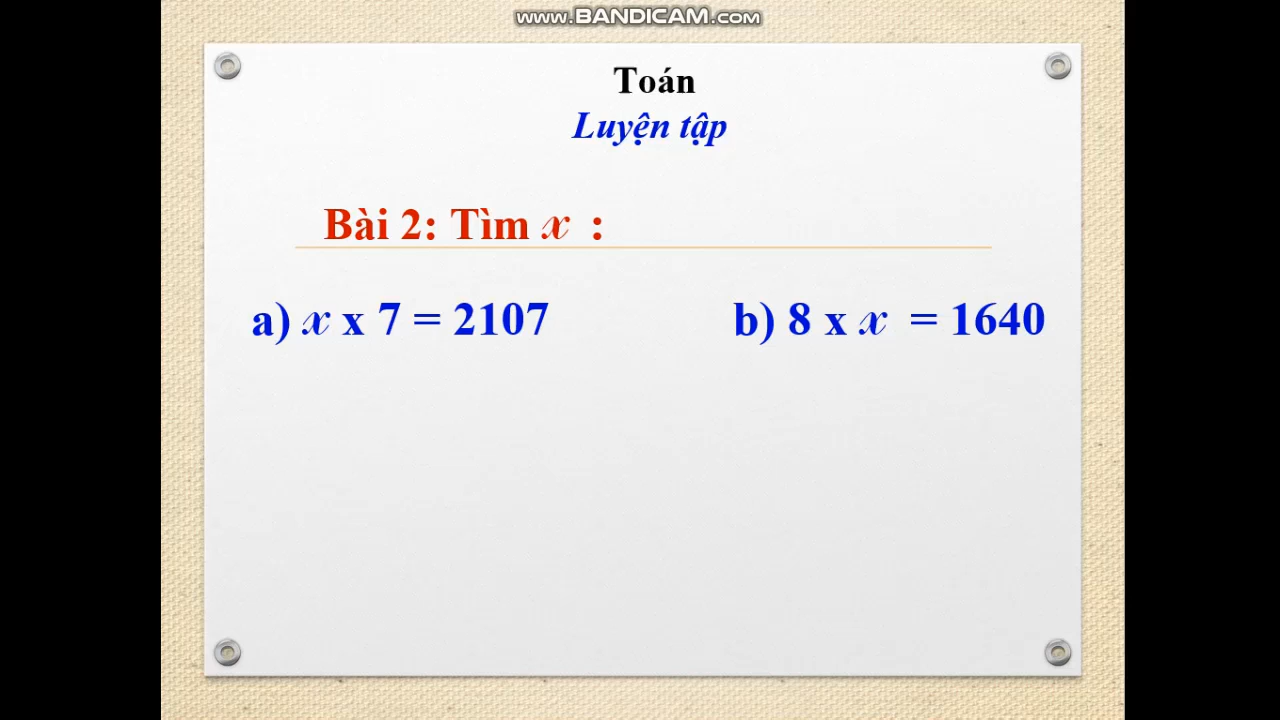 www.BANDICAM.com
Toán
Luyện tập
Bài 2: Tìm x :
a) x x 7 = 2107
b) 8 x x = 1640